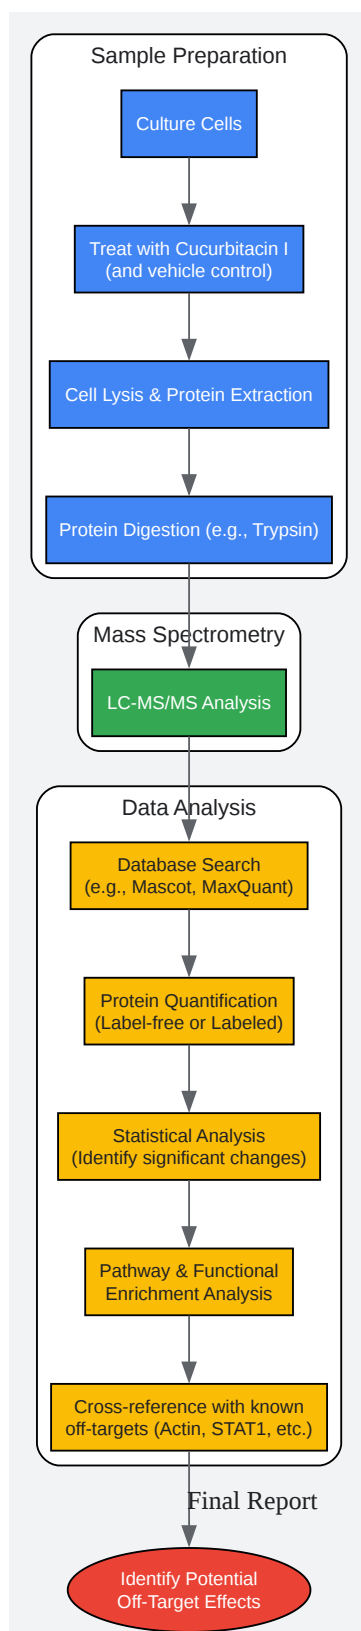 Sample Preparation
Culture Cells
Treat with Cucurbitacin I
(and vehicle control)
Cell Lysis & Protein Extraction
Protein Digestion (e.g., Trypsin)
Mass Spectrometry
LC-MS/MS Analysis
Data Analysis
Database Search
(e.g., Mascot, MaxQuant)
Protein Quantification
(Label-free or Labeled)
Statistical Analysis
(Identify significant changes)
Pathway & Functional
Enrichment Analysis
Cross-reference with known
off-targets (Actin, STAT1, etc.)
Final Report
Identify Potential
Off-Target Effects